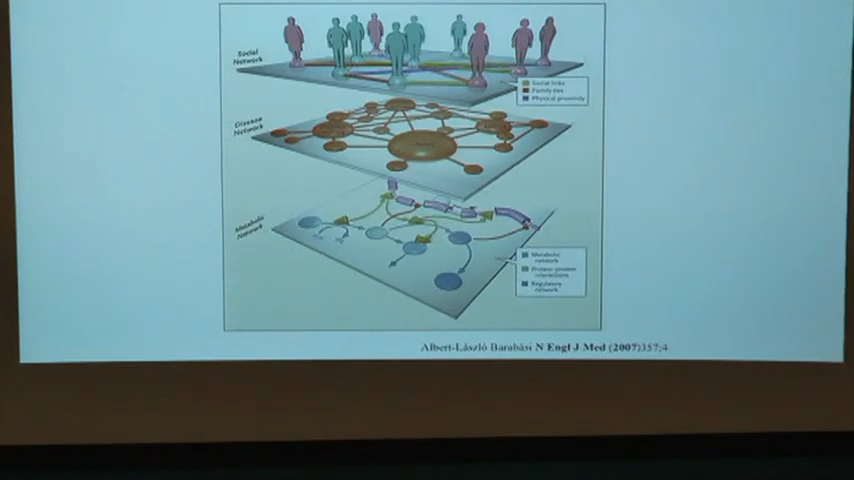 Social
Network
Social links
Family ties
Physical proximity
Disease
Network
Metabolic
Network
Metabolic
network
Protein-protein
interactions
Regulatory
network
Albert-László Barabási N Engl J Med (2007)357;4